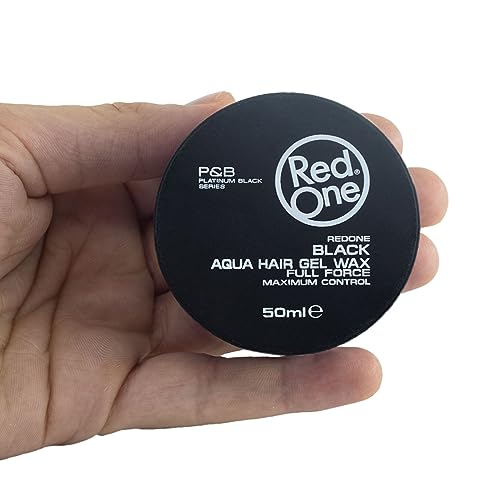 P&B
PLATINUM BLACK
SERIES
Red®
One
REDONE
BLACK
AQUA HAIR GEL WAX
FULL FORCE
MAXIMUM CONTROL
50ml ℮